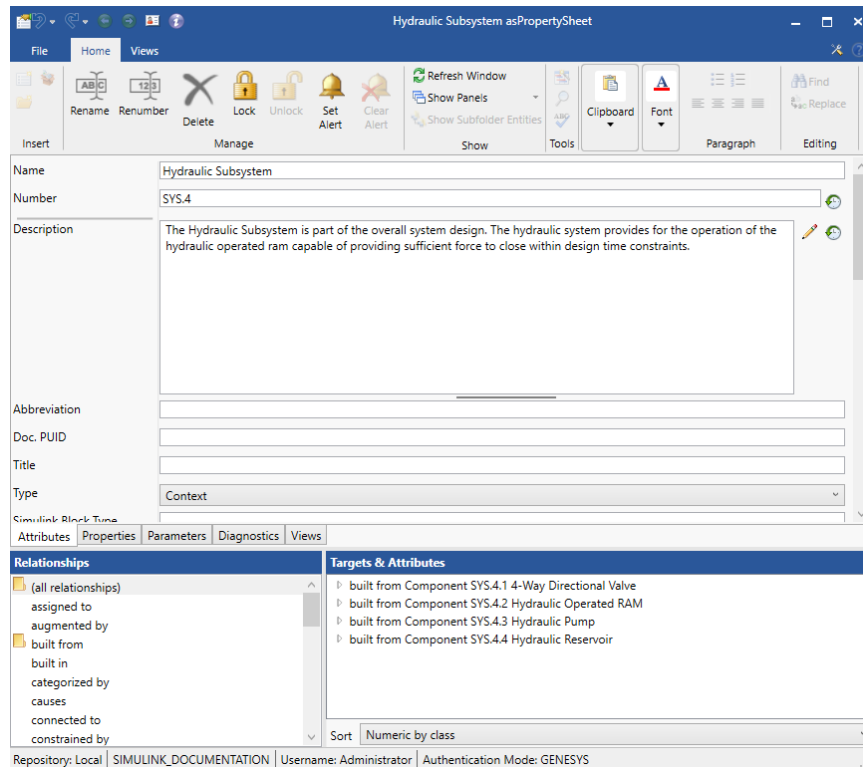 Hydraulic Subsystem asPropertySheet
File Home Views
Rename Renumber Delete Lock Unlock Set Alert Clear Alert
Refresh Window
Show Panels
Show Subfolder Entities
Clipboard Font
Find
Replace
Insert Manage Show Tools Paragraph Editing
Name Hydraulic Subsystem
Number SYS.4
Description The Hydraulic Subsystem is part of the overall system design. The hydraulic system provides for the operation of the
hydraulic operated ram capable of providing sufficient force to close within design time constraints.
Abbreviation
Doc. PUID
Title
Type Context
Simulink Block Type
Attributes Properties Parameters Diagnostics Views
Relationships Targets & Attributes
(all relationships) built from Component SYS.4.1 4-Way Directional Valve
assigned to built from Component SYS.4.2 Hydraulic Operated RAM
augmented by built from Component SYS.4.3 Hydraulic Pump
built from built from Component SYS.4.4 Hydraulic Reservoir
built in
categorized by
causes
connected to
constrained by Sort Numeric by class
Repository: Local SIMULINK_DOCUMENTATION Username: Administrator Authentication Mode: GENESYS